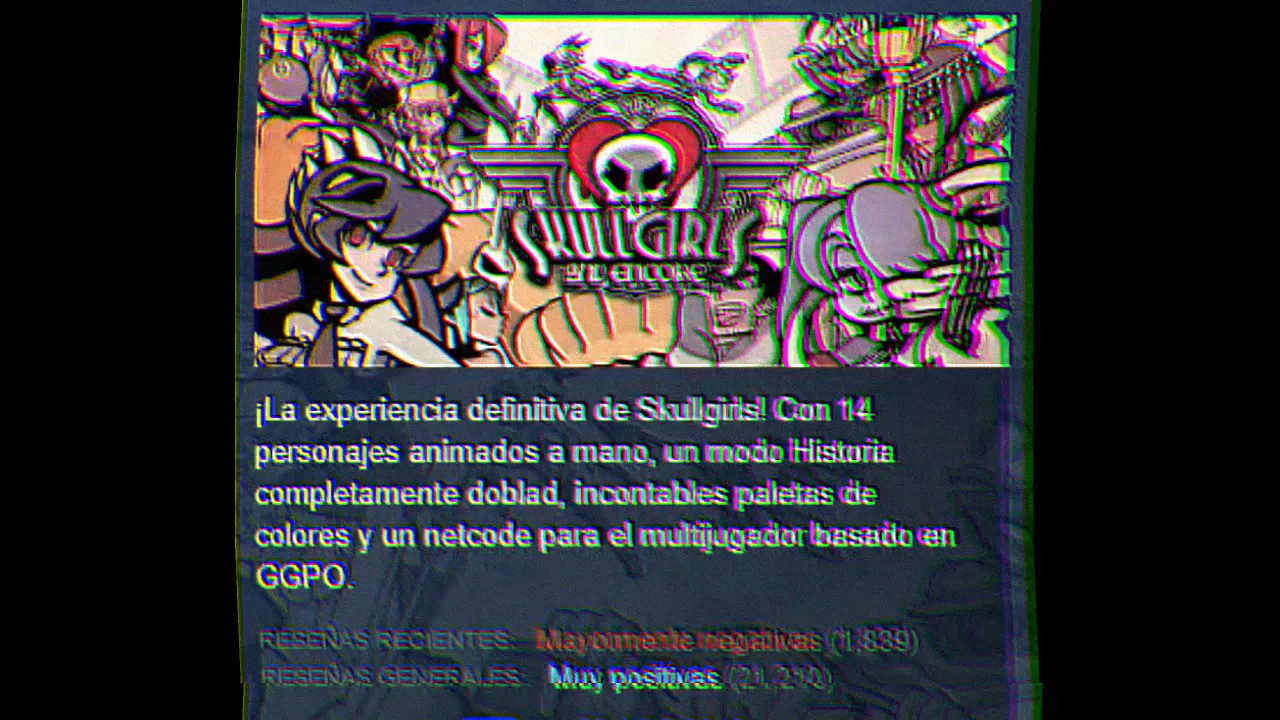 SKULLGIRLS
2ND ENCORE
¡La experiencia definitiva de Skullgirls! Con 14
personajes animados a mano, un modo Historia
completamente doblad, incontables paletas de
colores y un netcode para el multijugador basado en
GGPO.
RESEÑAS RECIENTES: Mayormente negativas (1,839)
RESEÑAS GENERALES: Muy positivas